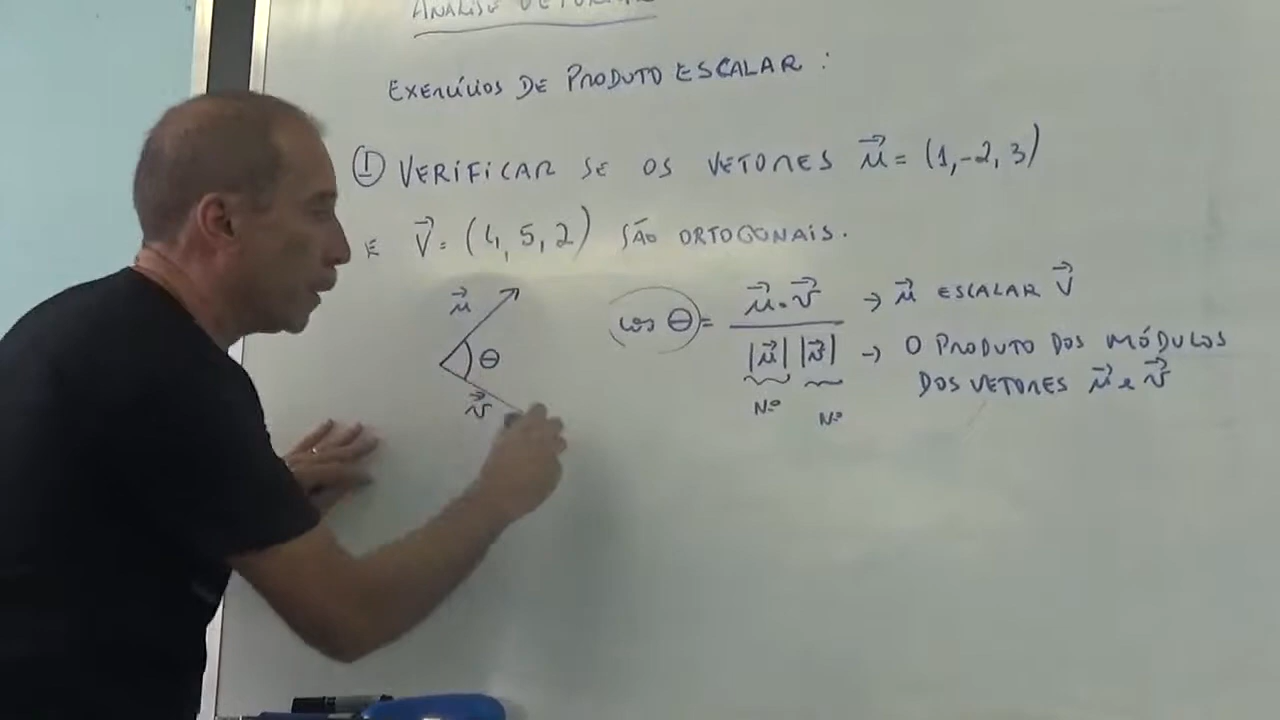 ANÁLISE VETORIAL
EXERCÍCIOS DE PRODUTO ESCALAR :
① VERIFICAR SE OS VETORES u⃗ = (1,-2, 3)
E V⃗ = (4, 5, 2) SÃO ORTOGONAIS.
u⃗
θ
v⃗
cos θ = u⃗ . v⃗ → u⃗ ESCALAR V⃗
|u⃗| |v⃗| → O PRODUTO DOS MÓDULOS
DOS VETORES u⃗ e v⃗
Nº Nº